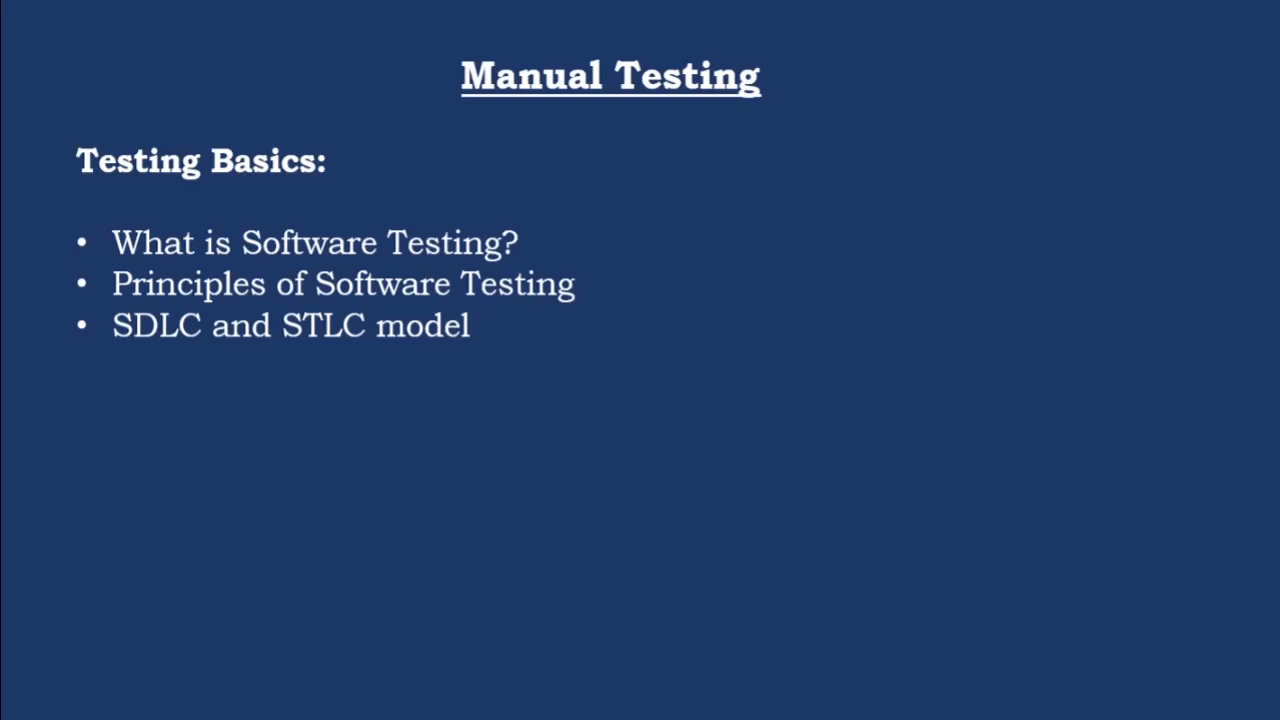 Manual Testing
Testing Basics:
• What is Software Testing?
• Principles of Software Testing
• SDLC and STLC model